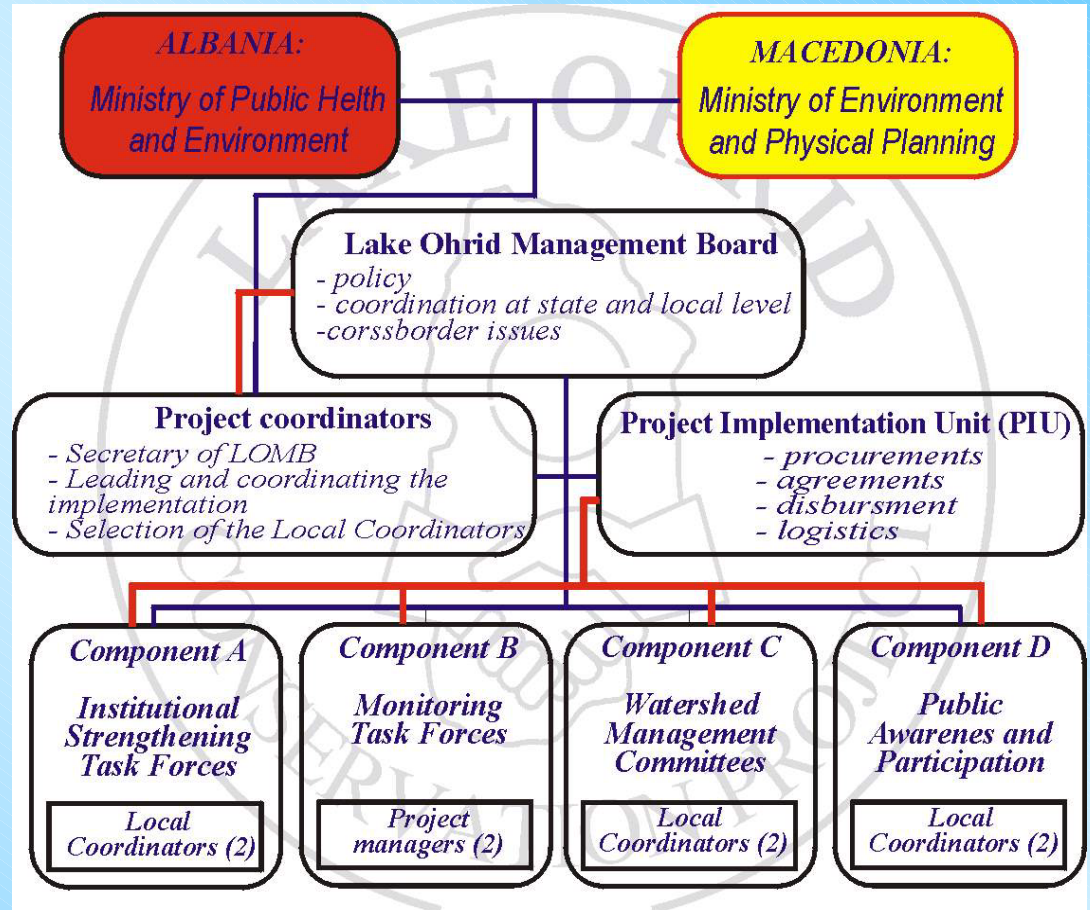 ALBANIA:
Ministry of Public Helth
and Environment
MACEDONIA:
Ministry of Environment
and Physical Planning
Lake Ohrid Management Board
- policy
- coordination at state and local level
-corssborder issues
Project coordinators
- Secretary of LOMB
- Leading and coordinating the
implementation
- Selection of the Local Coordinators
Project Implementation Unit (PIU)
- procurements
- agreements
- disbursment
- logistics
Component A
Institutional
Strengthening
Task Forces
Local
Coordinators (2)
Component B
Monitoring
Task Forces
Project
managers (2)
Component C
Watershed
Management
Committees
Local
Coordinators (2)
Component D
Public
Awarenes and
Participation
Local
Coordinators (2)
LAKE OHRID
CONSERVATION PROJECT